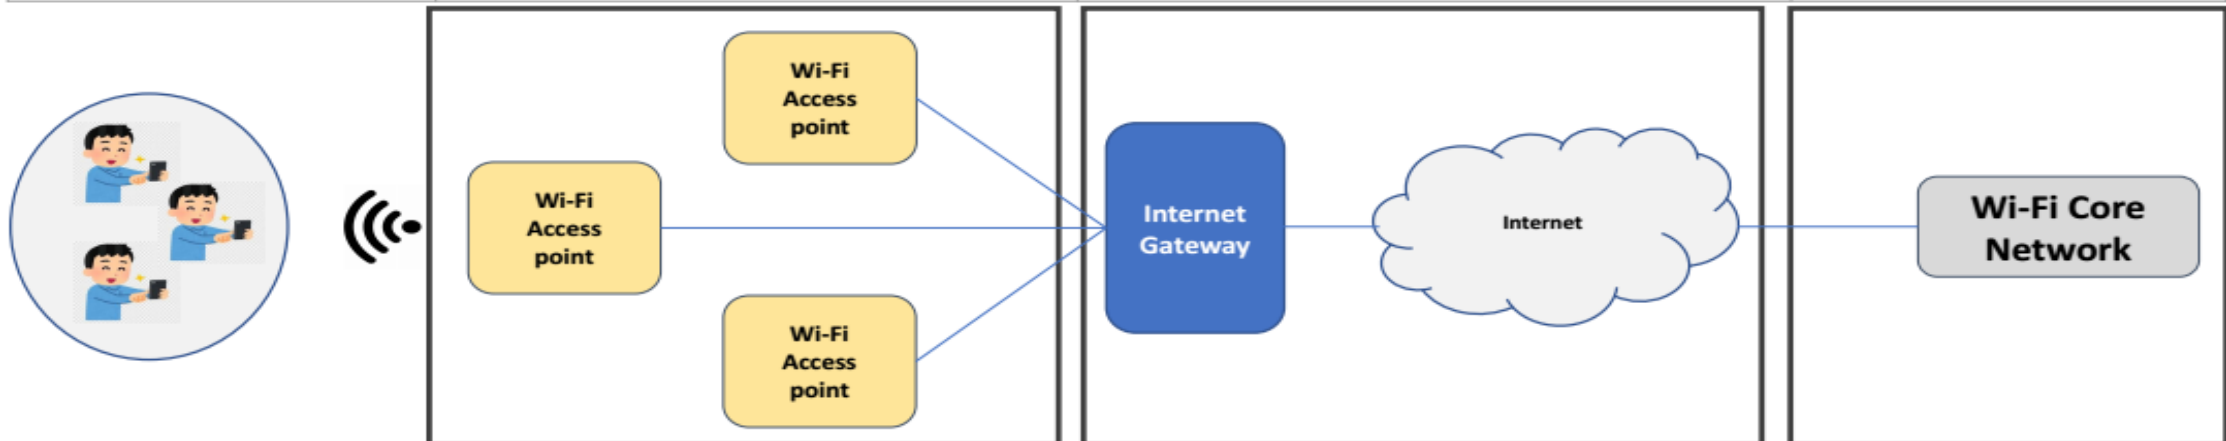 Wi-Fi
Access
point
Wi-Fi
Access
point
Wi-Fi
Access
point
Internet
Gateway
Internet
Wi-Fi Core
Network